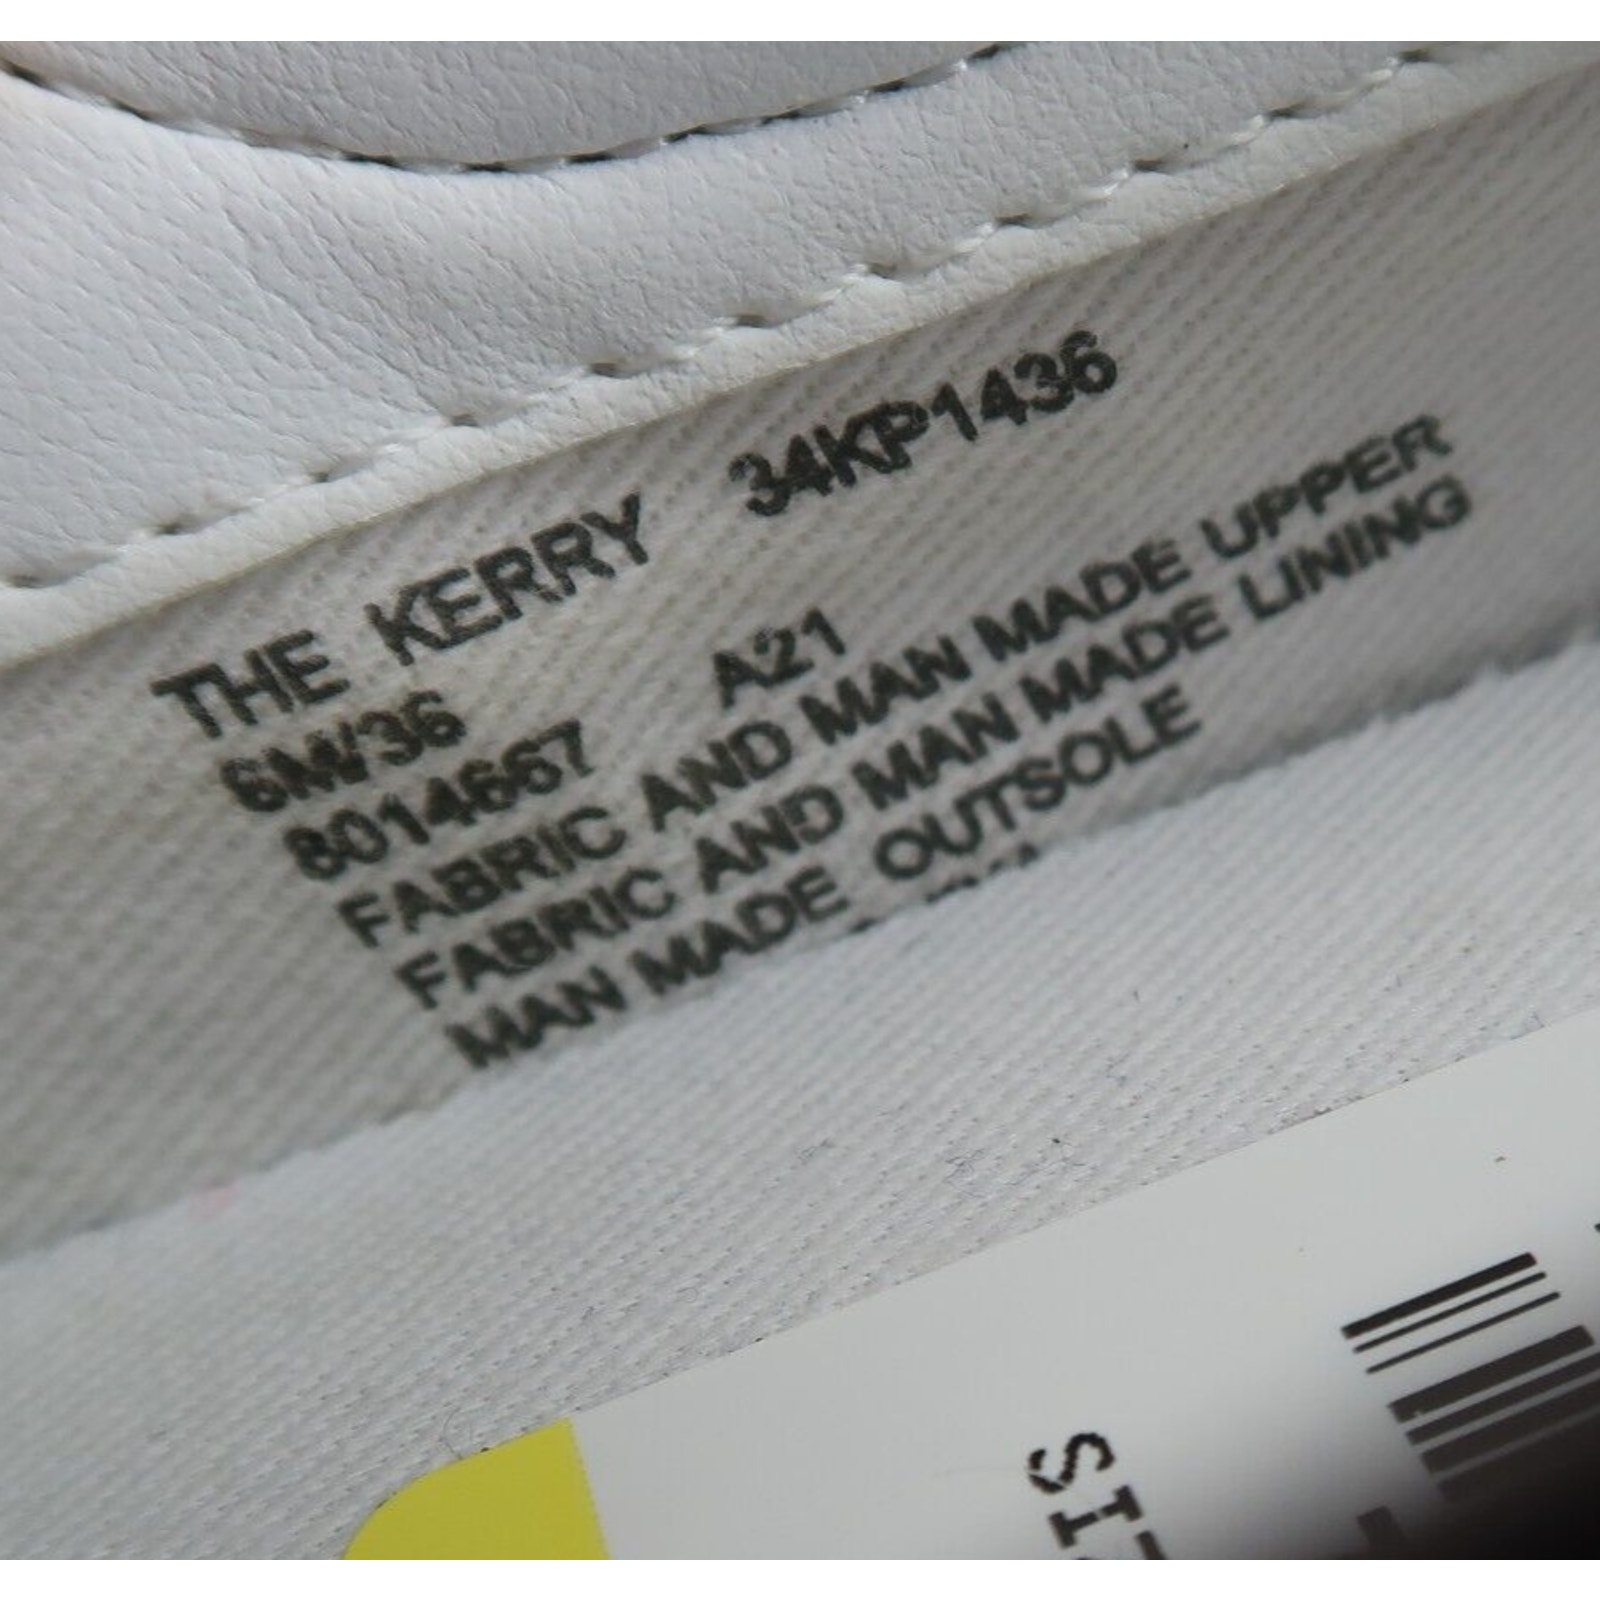 THE KERRY 34KP1436
6M/36
8014667 A21
FABRIC AND MAN MADE UPPER
FABRIC AND MAN MADE LINING
MAN MADE OUTSOLE